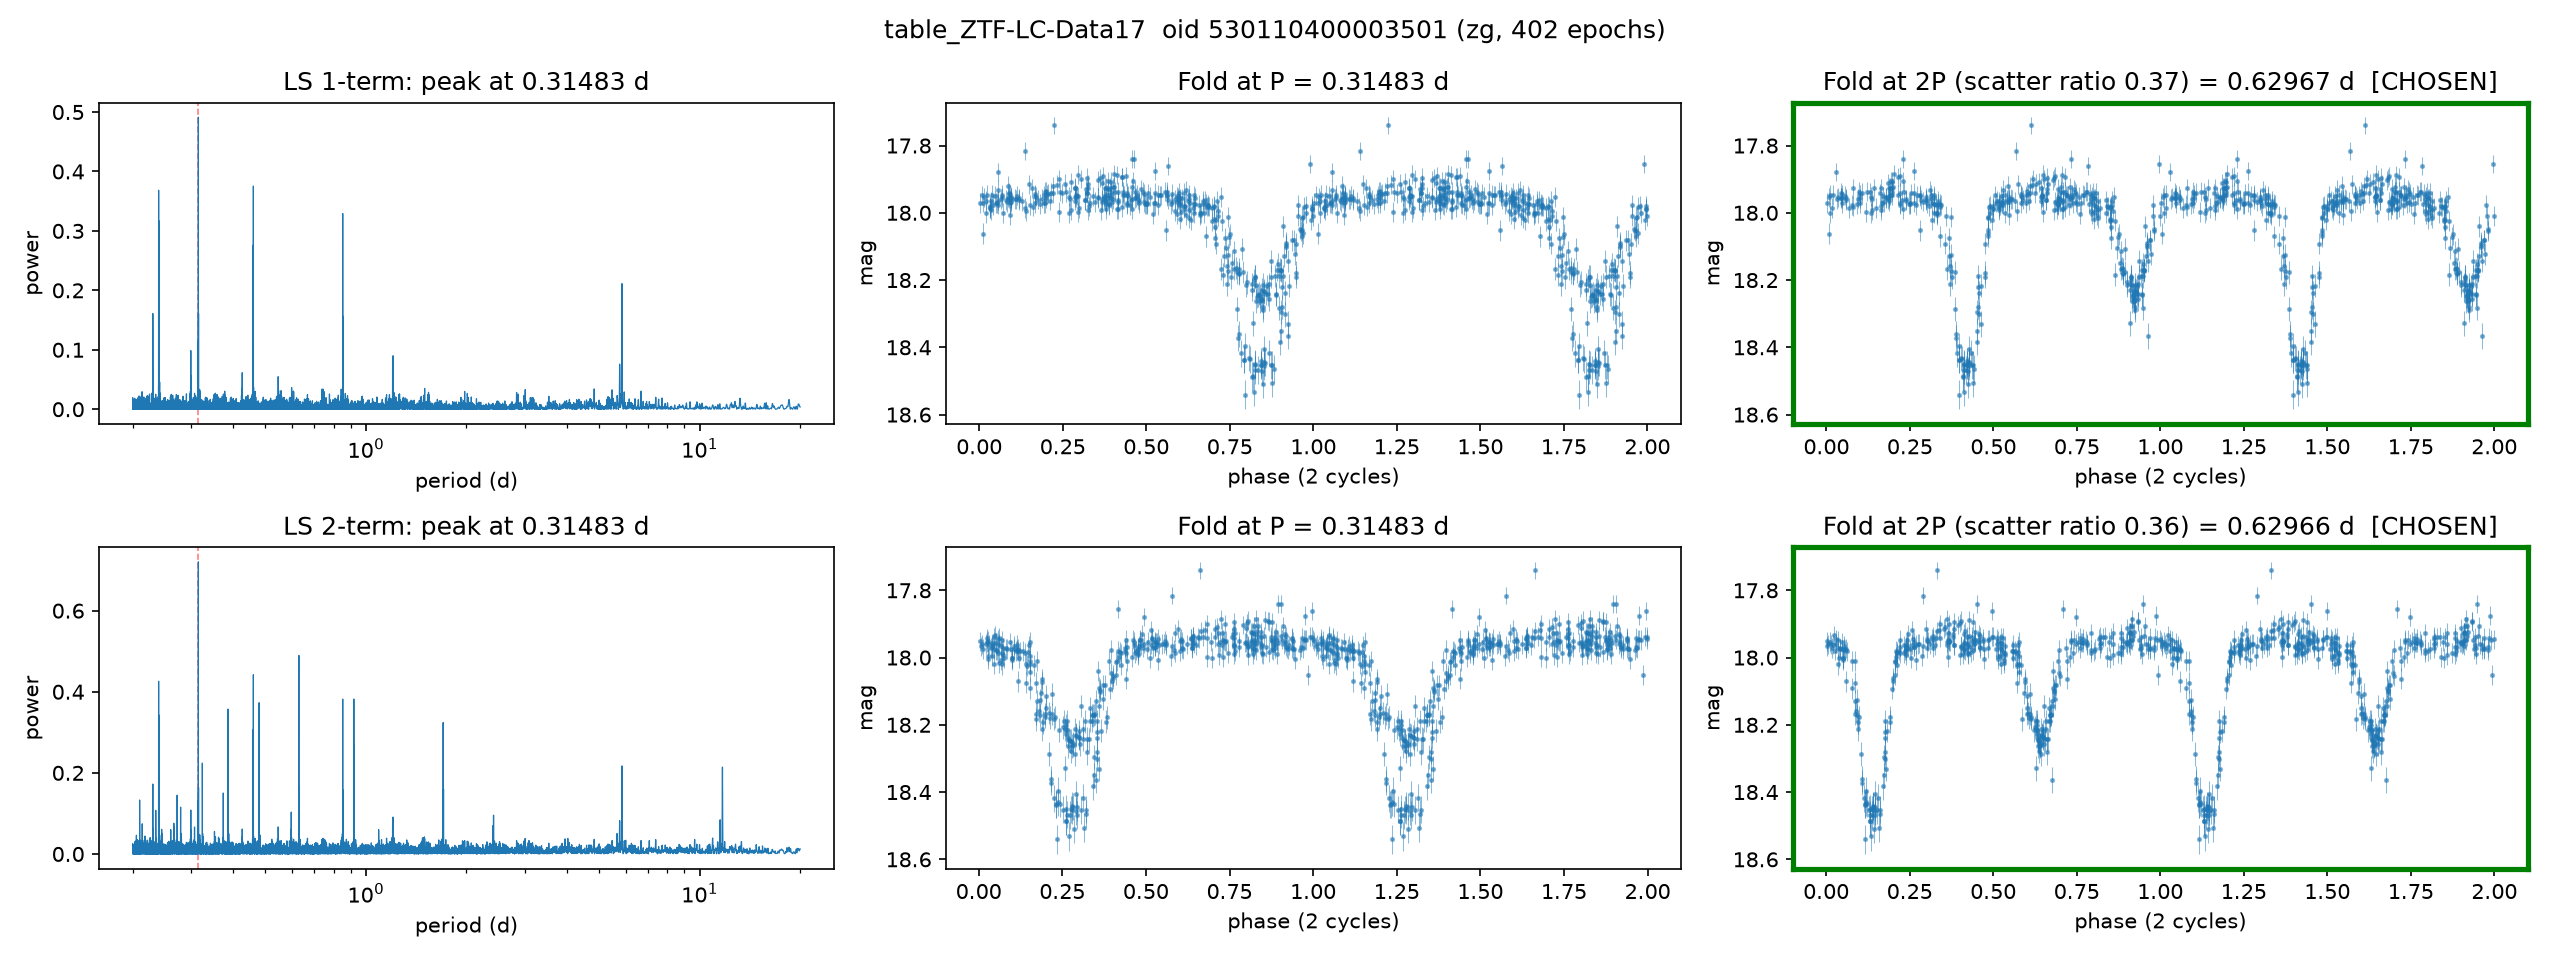 table_ZTF-LC-Data17  oid 530110400003501 (zg, 402 epochs)
LS 1-term: peak at 0.31483 d
Fold at P = 0.31483 d
Fold at 2P (scatter ratio 0.37) = 0.62967 d  [CHOSEN]
power
0.5
0.4
0.3
0.2
0.1
0.0
10⁰
10¹
period (d)
mag
17.8
18.0
18.2
18.4
18.6
0.00 0.25 0.50 0.75 1.00 1.25 1.50 1.75 2.00
phase (2 cycles)
mag
17.8
18.0
18.2
18.4
18.6
0.00 0.25 0.50 0.75 1.00 1.25 1.50 1.75 2.00
phase (2 cycles)
LS 2-term: peak at 0.31483 d
Fold at P = 0.31483 d
Fold at 2P (scatter ratio 0.36) = 0.62966 d  [CHOSEN]
power
0.6
0.4
0.2
0.0
10⁰
10¹
period (d)
mag
17.8
18.0
18.2
18.4
18.6
0.00 0.25 0.50 0.75 1.00 1.25 1.50 1.75 2.00
phase (2 cycles)
mag
17.8
18.0
18.2
18.4
18.6
0.00 0.25 0.50 0.75 1.00 1.25 1.50 1.75 2.00
phase (2 cycles)